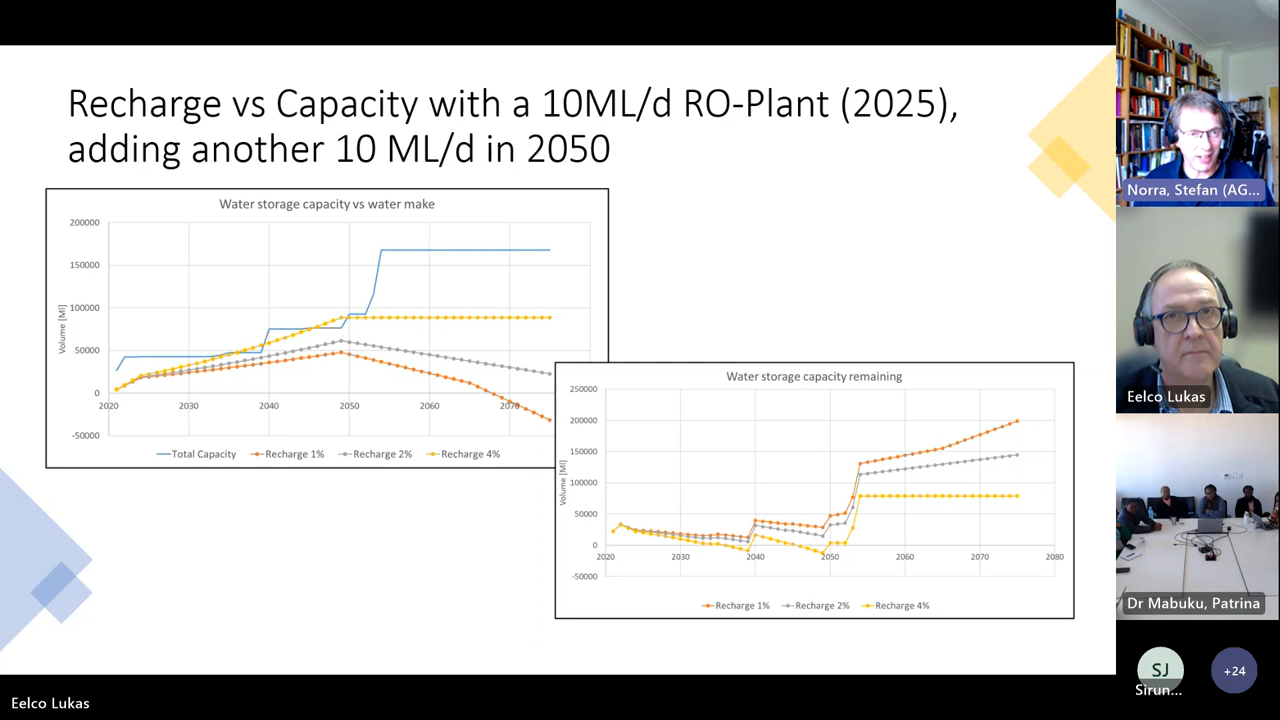 Recharge vs Capacity with a 10ML/d RO-Plant (2025),
adding another 10 ML/d in 2050
Water storage capacity vs water make
Volume [Ml]
200000
150000
100000
50000
0
-50000
2020
2030
2040
2050
2060
2070
Total Capacity
Recharge 1%
Recharge 2%
Recharge 4%
Water storage capacity remaining
Volume [Ml]
250000
200000
150000
100000
50000
0
-50000
2020
2030
2040
2050
2060
2070
2080
Recharge 1%
Recharge 2%
Recharge 4%
Norra, Stefan (AG...
Eelco Lukas
Dr Mabuku, Patrina
SJ
Sirun...
+24
Eelco Lukas